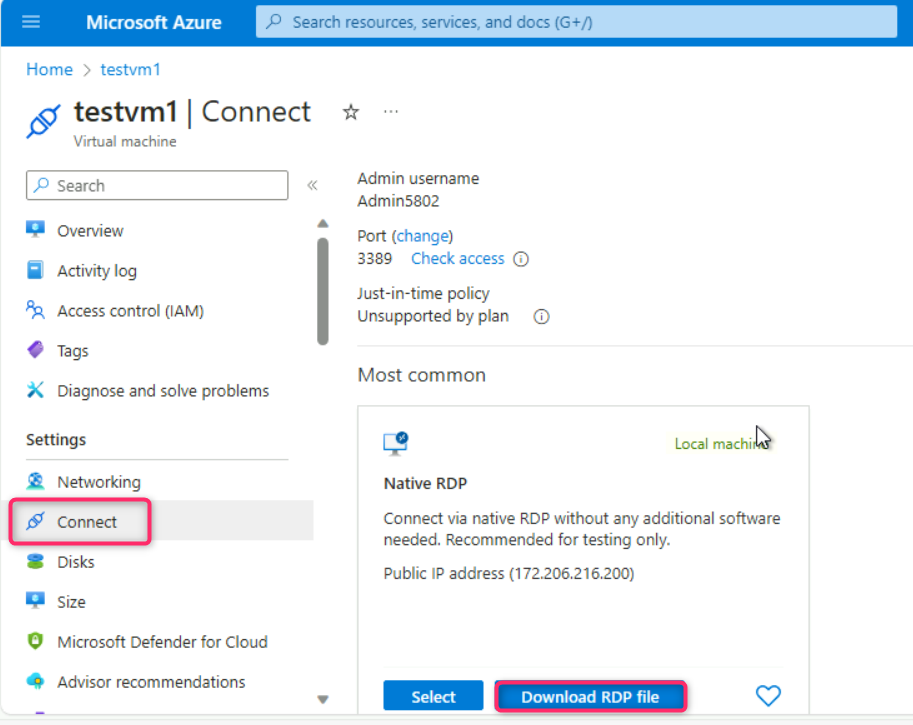 Microsoft Azure
Search resources, services, and docs (G+/)
Home > testvm1
testvm1 | Connect
Virtual machine
Search
Overview
Activity log
Access control (IAM)
Tags
Diagnose and solve problems
Settings
Networking
Connect
Disks
Size
Microsoft Defender for Cloud
Advisor recommendations
Admin username
Admin5802
Port (change)
3389 Check access
Just-in-time policy
Unsupported by plan
Most common
Local machine
Native RDP
Connect via native RDP without any additional software
needed. Recommended for testing only.
Public IP address (172.206.216.200)
Select
Download RDP file